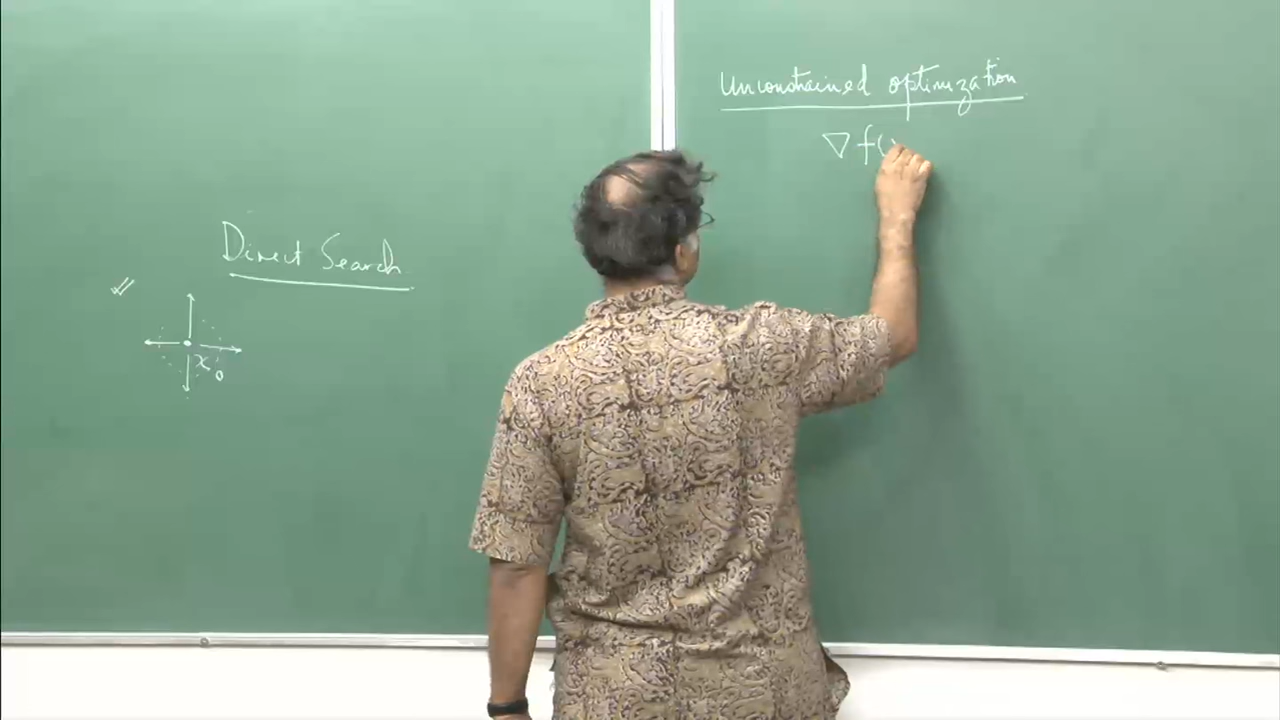 Direct Search
x₀
Unconstrained optimization
∇ f(